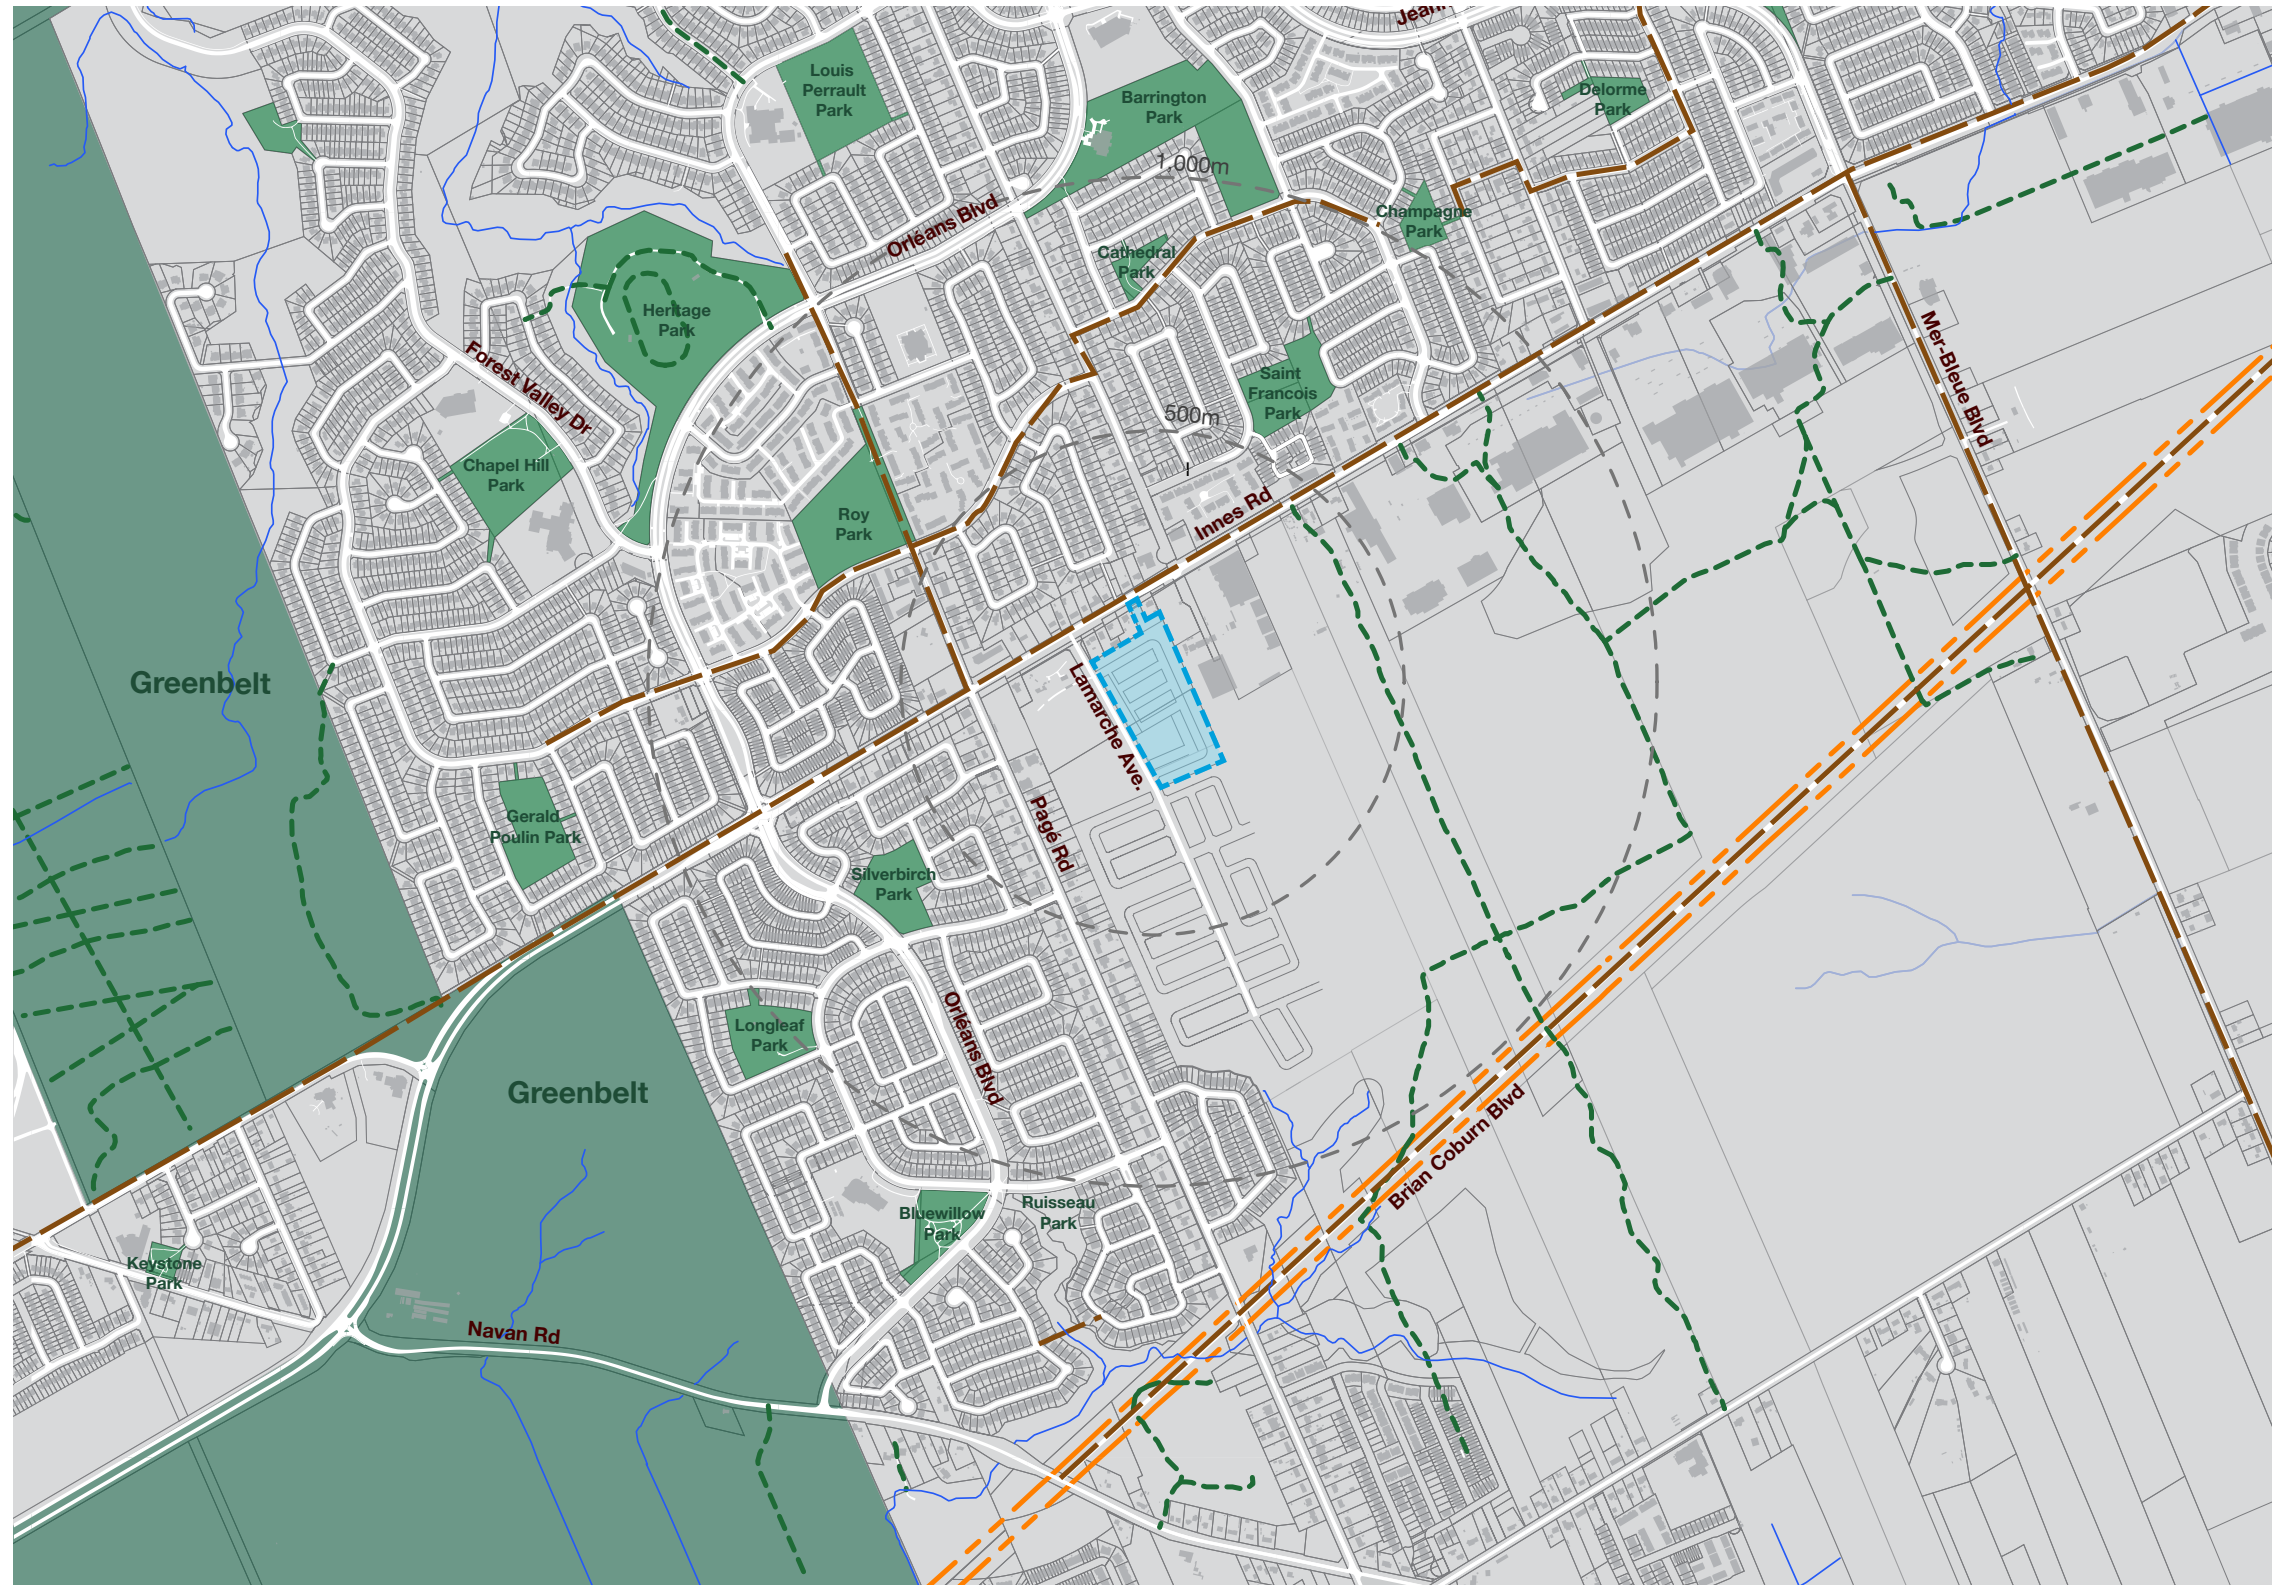 Jeann
Louis
Perrault
Park
Barrington
Park
Delorme
Park
1,000m
Orléans Blvd
Champagne
Park
Cathedral
Park
Heritage
Park
Forest Valley Dr
Mer-Bleue Blvd
Saint
Francois
Park
500m
Chapel Hill
Park
Roy
Park
Innes Rd
Greenbelt
Lamarche Ave.
Gerald
Poulin Park
Pagé Rd
Silverbirch
Park
Longleaf
Park
Orléans Blvd
Greenbelt
Brian Coburn Blvd
Bluewillow
Park
Ruisseau
Park
Keystone
Park
Navan Rd